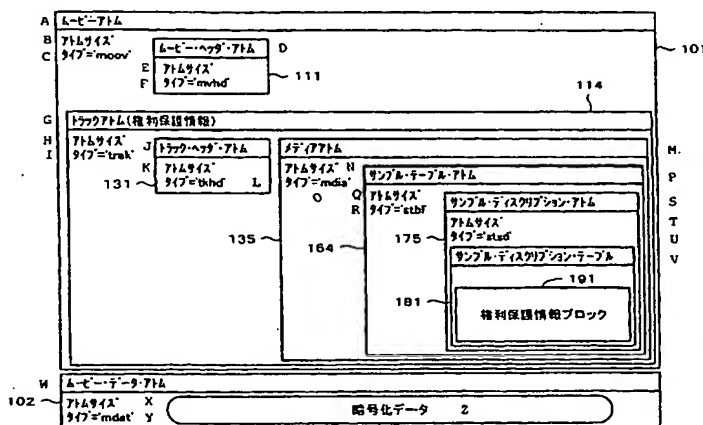 A ムービーアトム
B アトムサイズ
C タイプ='moov'
ムービー・ヘッダ・アトム D
E アトムサイズ
F タイプ='mvhd'
111
101
114
G トラックアトム(権利保護情報)
H アトムサイズ
I タイプ='trak'
J トラック・ヘッダ・アトム
K アトムサイズ
タイプ='tkhd' L
131
メディアアトム M.
アトムサイズ N
タイプ='mdia'
O
135
サンプル・テーブル・アトム P
Q アトムサイズ
R タイプ='stbl'
164
サンプル・ディスクリプション・アトム S
アトムサイズ T
タイプ='stsd' U
175
サンプル・ディスクリプション・テーブル V
191
181
権利保護情報ブロック
W ムービー・データ・アトム
102
アトムサイズ X
タイプ='mdat' Y
暗号化データ Z